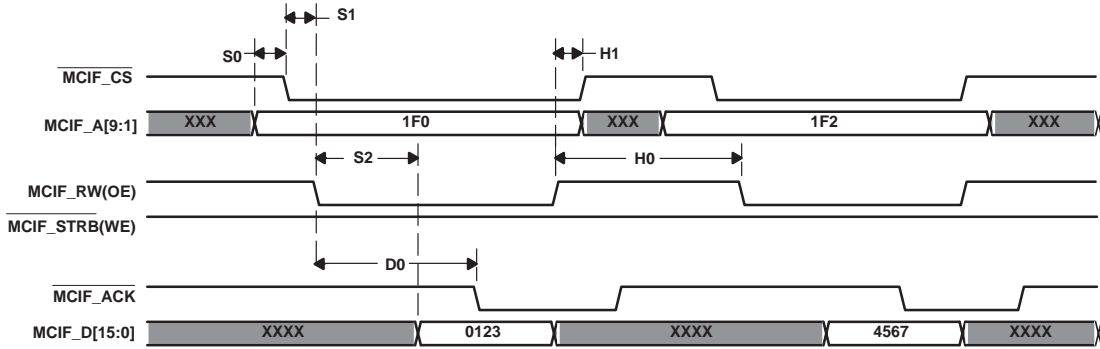 S1
S0
H1
MCIF_CS
MCIF_A[9:1] XXX 1F0 XXX 1F2 XXX
S2 H0
MCIF_RW(OE)
MCIF_STRB(WE)
D0
MCIF_ACK
MCIF_D[15:0] XXXX 0123 XXXX 4567 XXXX